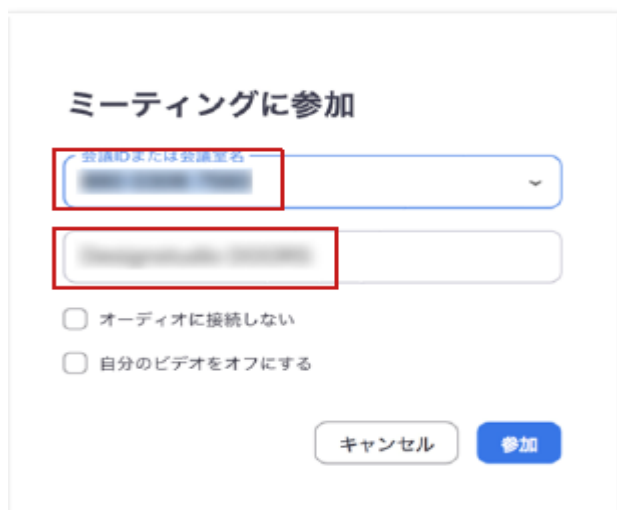 ミーティングに参加
会議IDまたは会議室名
オーディオに接続しない
自分のビデオをオフにする
キャンセル
参加